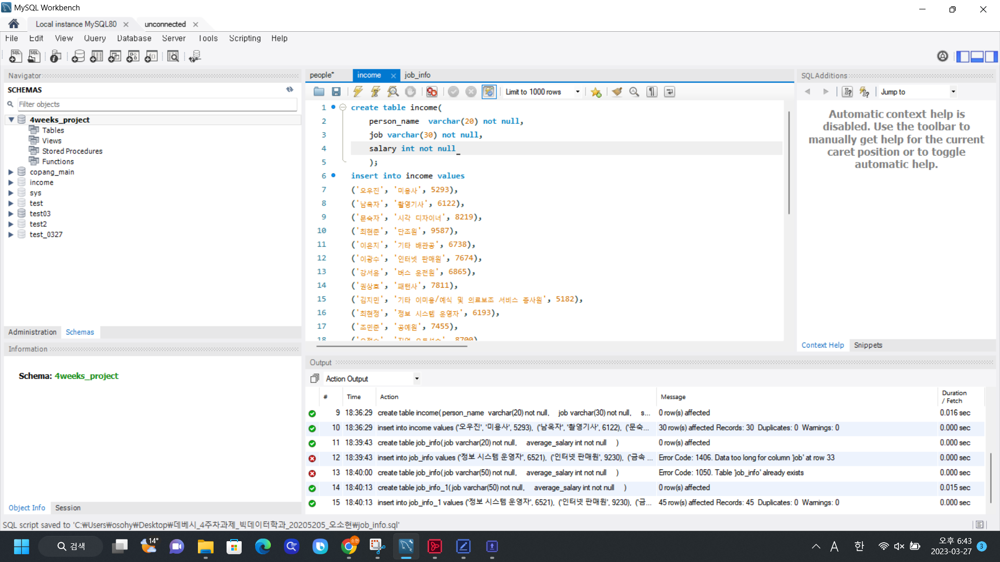 MySQL Workbench
Local instance MySQL80
unconnected
File Edit View Query Database Server Tools Scripting Help
Navigator
SCHEMAS
Filter objects
4weeks_project
Tables
Views
Stored Procedures
Functions
copang_main
income
sys
test
test03
test2
test_0327
Administration Schemas
Information
Schema: 4weeks_project
Object Info Session
people* income job_info
Limit to 1000 rows
1 create table income(
2 person_name varchar(20) not null,
3 job varchar(30) not null,
4 salary int not null
5 );
6 insert into income values
7 ('오우진', '미용사', 5293),
8 ('남옥자', '촬영기사', 6122),
9 ('문숙자', '시각 디자이너', 8219),
10 ('최현준', '단조원', 9587),
11 ('이은지', '기타 배관공', 6738),
12 ('이광수', '인터넷 판매원', 7674),
13 ('강서윤', '버스 운전원', 6865),
14 ('권상호', '패턴사', 7811),
15 ('김지민', '기타 이미용/예식 및 의료보조 서비스 종사원', 5182),
16 ('최현정', '정보 시스템 운영자', 6193),
17 ('조민준', '공예원', 7455),
18
SQLAdditions
Jump to
Automatic context help is
disabled. Use the toolbar to
manually get help for the current
caret position or to toggle
automatic help.
Context Help Snippets
Output
Action Output
# Time Action Message Duration / Fetch
9 18:36:29 create table income( person_name varchar(20) not null, job varchar(30) not null, s... 0 row(s) affected 0.016 sec
10 18:36:29 insert into income values ('오우진', '미용사', 5293), ('남옥자', '촬영기사', 6122), ('문숙... 30 row(s) affected Records: 30 Duplicates: 0 Warnings: 0 0.000 sec
11 18:39:43 create table job_info( job varchar(20) not null, average_salary int not null ) 0 row(s) affected 0.000 sec
12 18:39:43 insert into job_info values ('정보 시스템 운영자', 6521), ('인터넷 판매원', 9230), ('금속 ... Error Code: 1406. Data too long for column 'job' at row 33 0.000 sec
13 18:40:00 create table job_info( job varchar(50) not null, average_salary int not null ) Error Code: 1050. Table 'job_info' already exists 0.000 sec
14 18:40:13 create table job_info_1( job varchar(50) not null, average_salary int not null ) 0 row(s) affected 0.015 sec
15 18:40:13 insert into job_info_1 values ('정보 시스템 운영자', 6521), ('인터넷 판매원', 9230), ('금... 45 row(s) affected Records: 45 Duplicates: 0 Warnings: 0 0.000 sec
SQL script saved to 'C:₩Users₩osohy₩Desktop₩데베시_4주차과제_빅데이터학과_20205205_오소현₩job_info.sql'
검색
14°
소현
A
한
오후 6:43
2023-03-27
3